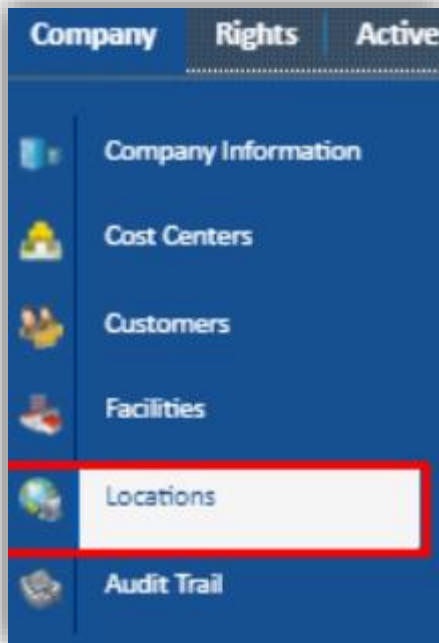 Company Rights Active
Company Information
Cost Centers
Customers
Facilities
Locations
Audit Trail